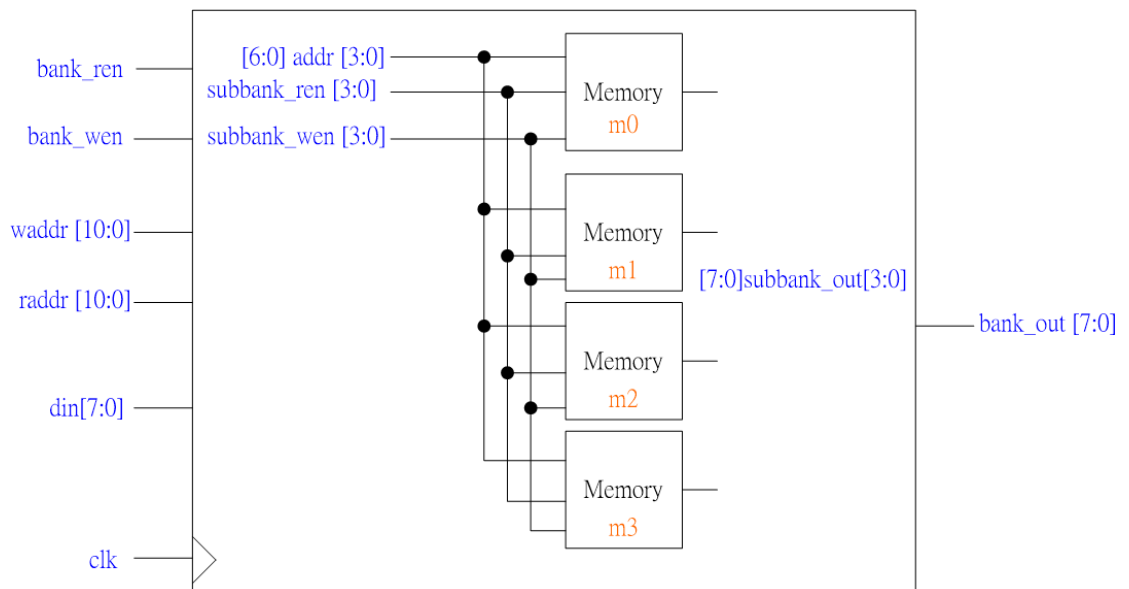 bank_ren
bank_wen
waddr [10:0]
raddr [10:0]
din[7:0]
clk
[6:0] addr [3:0]
subbank_ren [3:0]
subbank_wen [3:0]
Memory
m0
Memory
m1
[7:0]subbank_out[3:0]
Memory
m2
Memory
m3
bank_out [7:0]